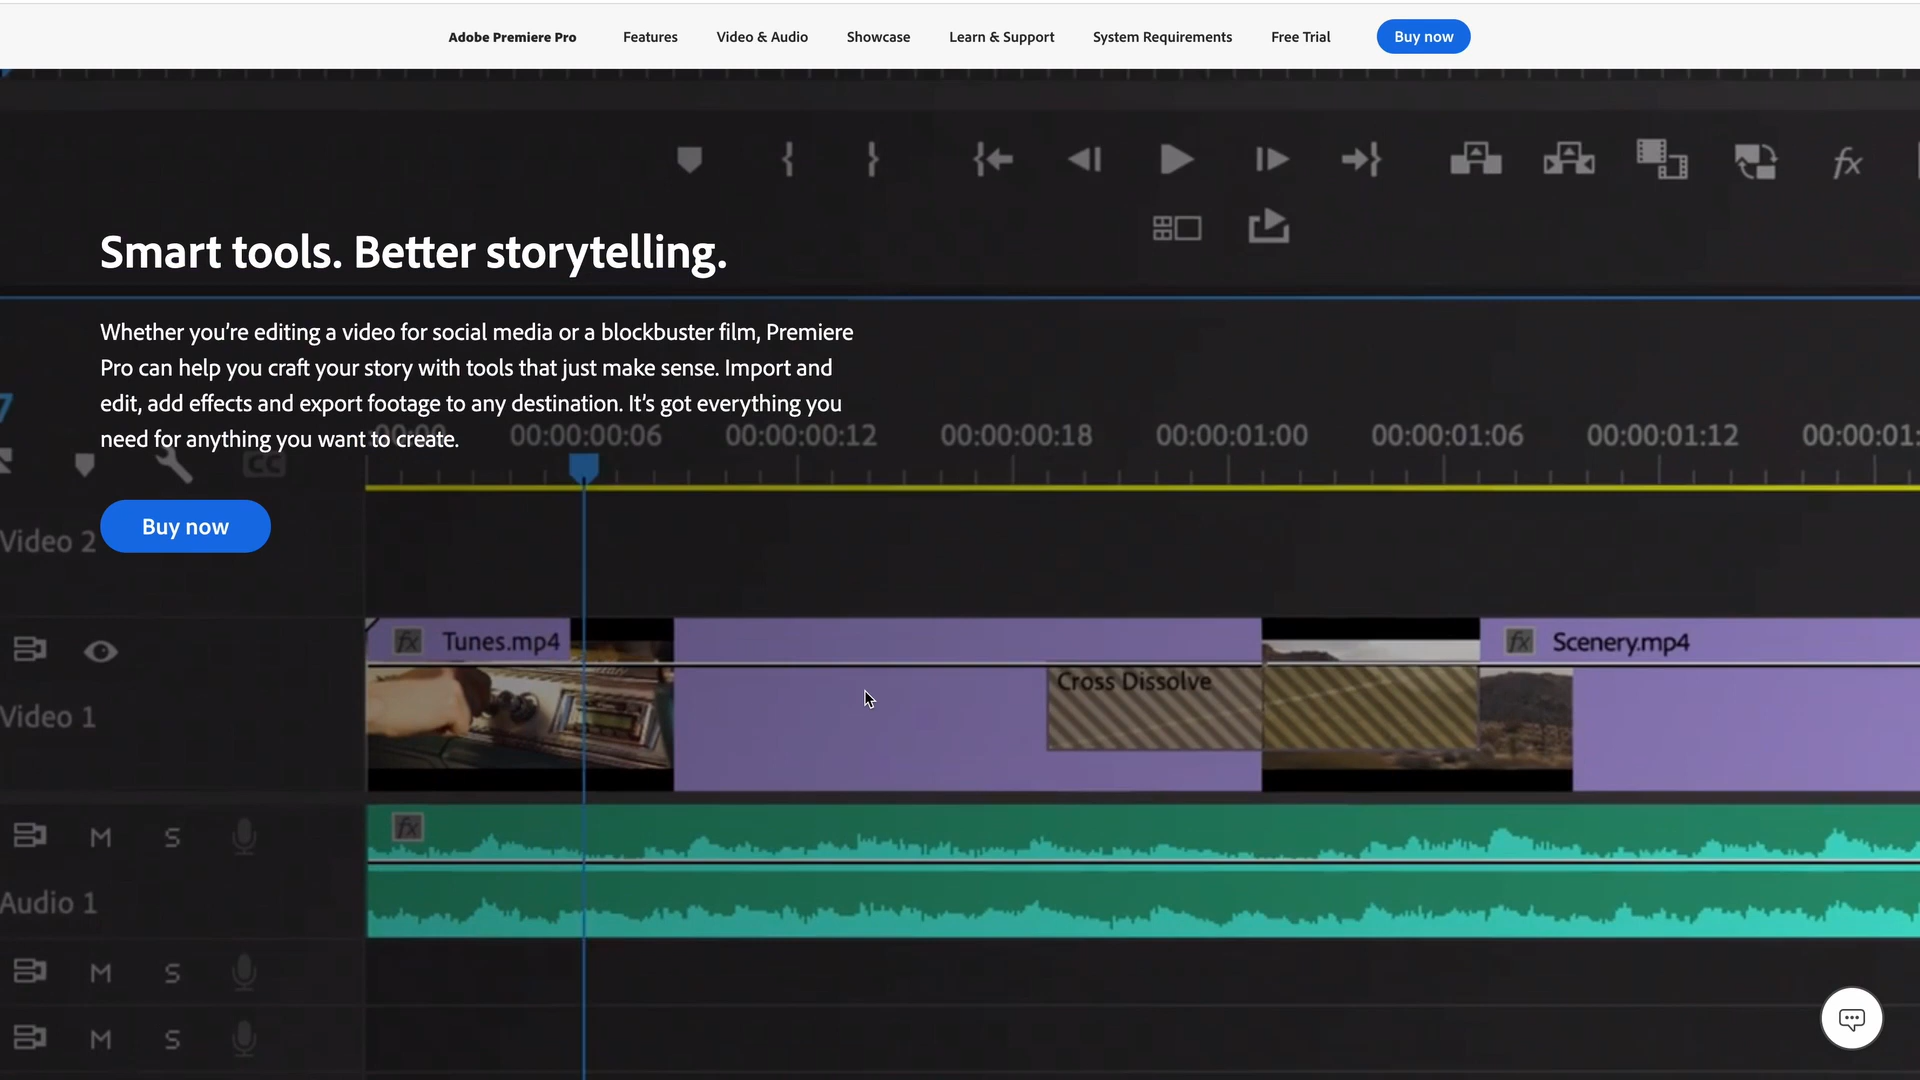 Adobe Premiere Pro Features Video & Audio Showcase Learn & Support System Requirements Free Trial Buy now
fx
Smart tools. Better storytelling.
Whether you’re editing a video for social media or a blockbuster film, Premiere
Pro can help you craft your story with tools that just make sense. Import and
edit, add effects and export footage to any destination. It’s got everything you
need for anything you want to create.
00:00:00:06 00:00:00:12 00:00:00:18 00:00:01:00 00:00:01:06 00:00:01:12
CC
Buy now
Video 2
fx Tunes.mp4 fx Scenery.mp4
Cross Dissolve
Video 1
fx
M S
Audio 1
M S
M S